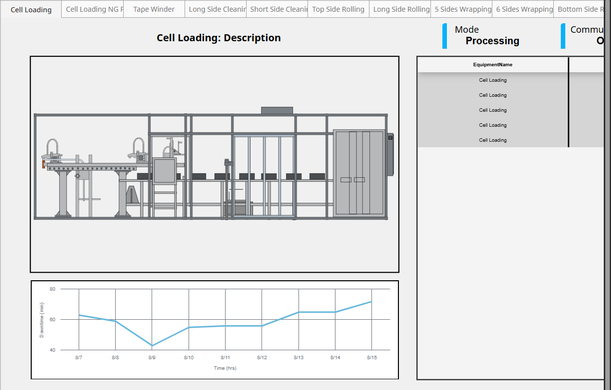 Cell Loading
Cell Loading NG
Tape Winder
Long Side Cleanin
Short Side Cleanin
Top Side Rolling
Long Side Rolling
5 Sides Wrapping
6 Sides Wrapping
Bottom Side R
Cell Loading: Description
Mode
Processing
Commu
O
EquipmentName
Cell Loading
Cell Loading
Cell Loading
Cell Loading
Cell Loading
80
60
40
8/7
8/8
8/9
8/10
8/11
8/12
8/13
8/14
8/15
Time (hrs)